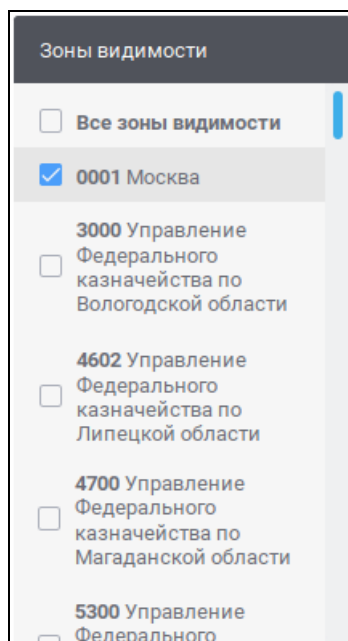 Зоны видимости
Все зоны видимости
0001 Москва
3000 Управление
Федерального
казначейства по
Вологодской области
4602 Управление
Федерального
казначейства по
Липецкой области
4700 Управление
Федерального
казначейства по
Магаданской области
5300 Управление
Федерального